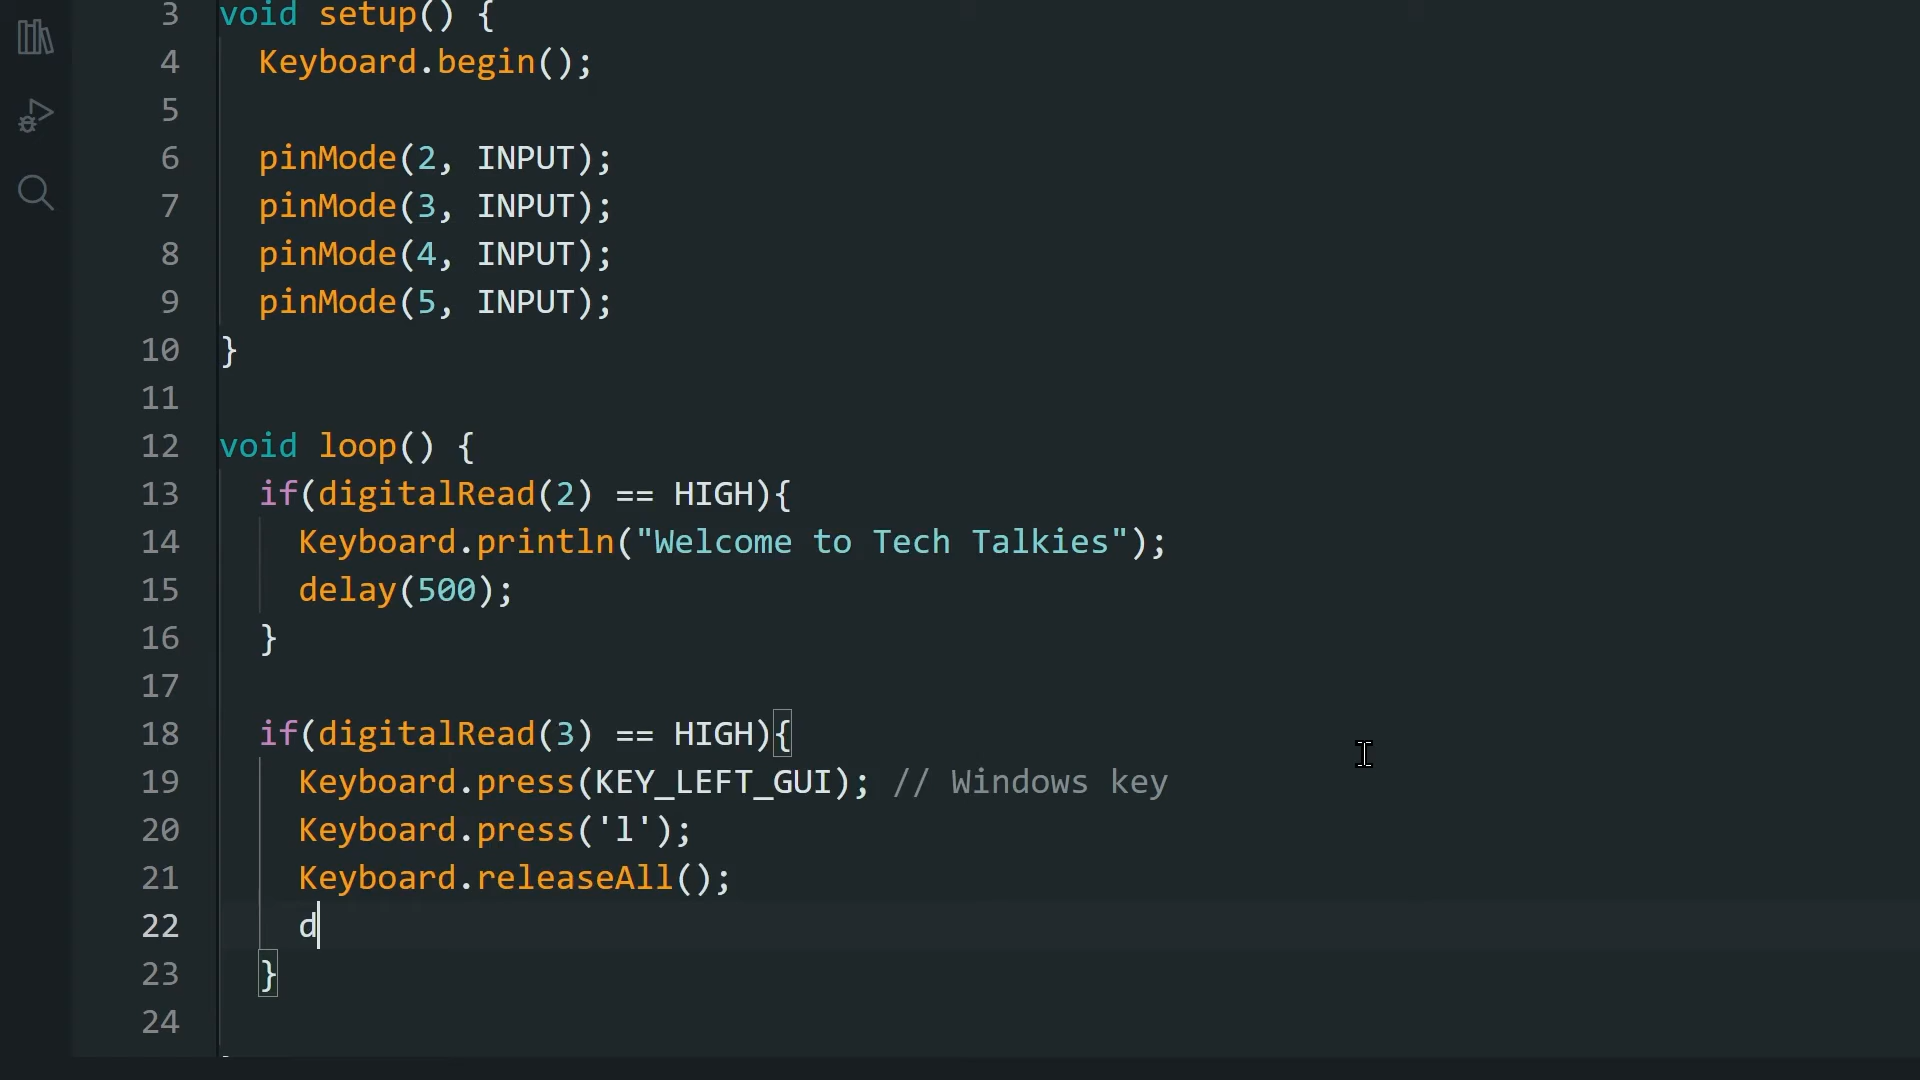 3 void setup() {
4 Keyboard.begin();
5
6 pinMode(2, INPUT);
7 pinMode(3, INPUT);
8 pinMode(4, INPUT);
9 pinMode(5, INPUT);
10 }
11
12 void loop() {
13 if(digitalRead(2) == HIGH){
14 Keyboard.println("Welcome to Tech Talkies");
15 delay(500);
16 }
17
18 if(digitalRead(3) == HIGH){
19 Keyboard.press(KEY_LEFT_GUI); // Windows key
20 Keyboard.press('l');
21 Keyboard.releaseAll();
22 d
23 }
24